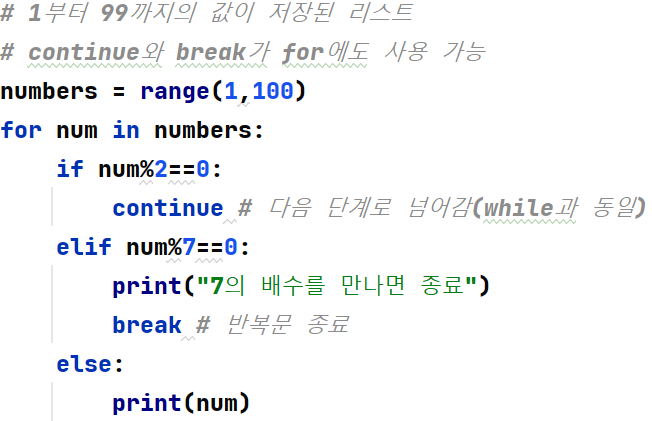 # 1부터 99까지의 값이 저장된 리스트
# continue와 break가 for에도 사용 가능
numbers = range(1,100)
for num in numbers:
    if num%2==0:
        continue # 다음 단계로 넘어감(while과 동일)
    elif num%7==0:
        print("7의 배수를 만나면 종료")
        break # 반복문 종료
    else:
        print(num)